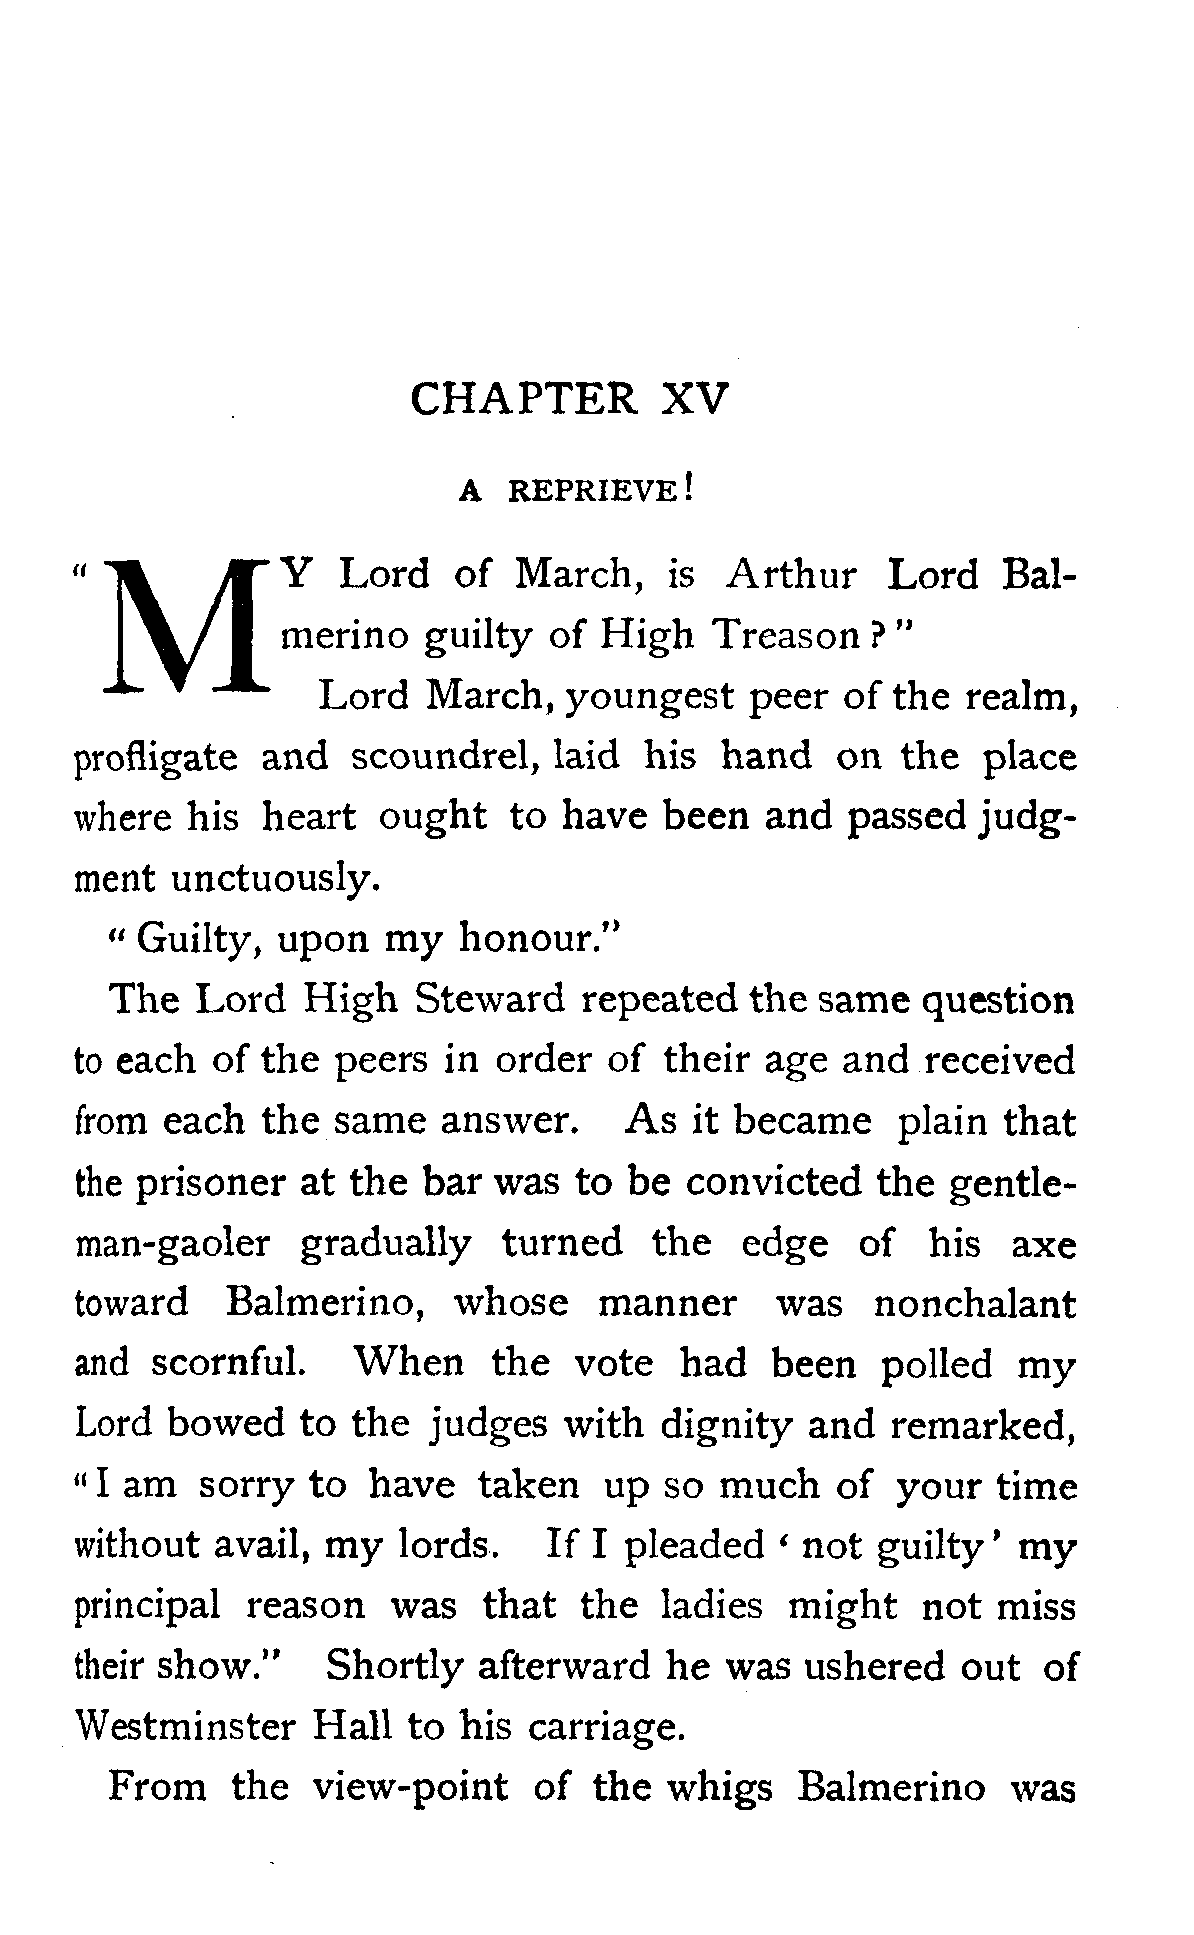 CHAPTER XV
A REPRIEVE!
"MY Lord of March, is Arthur Lord Bal-
merino guilty of High Treason?"
Lord March, youngest peer of the realm,
profligate and scoundrel, laid his hand on the place
where his heart ought to have been and passed judg-
ment unctuously.
"Guilty, upon my honour."
The Lord High Steward repeated the same question
to each of the peers in order of their age and received
from each the same answer. As it became plain that
the prisoner at the bar was to be convicted the gentle-
man-gaoler gradually turned the edge of his axe
toward Balmerino, whose manner was nonchalant
and scornful. When the vote had been polled my
Lord bowed to the judges with dignity and remarked,
"I am sorry to have taken up so much of your time
without avail, my lords. If I pleaded 'not guilty' my
principal reason was that the ladies might not miss
their show." Shortly afterward he was ushered out of
Westminster Hall to his carriage.
From the view-point of the whigs Balmerino was